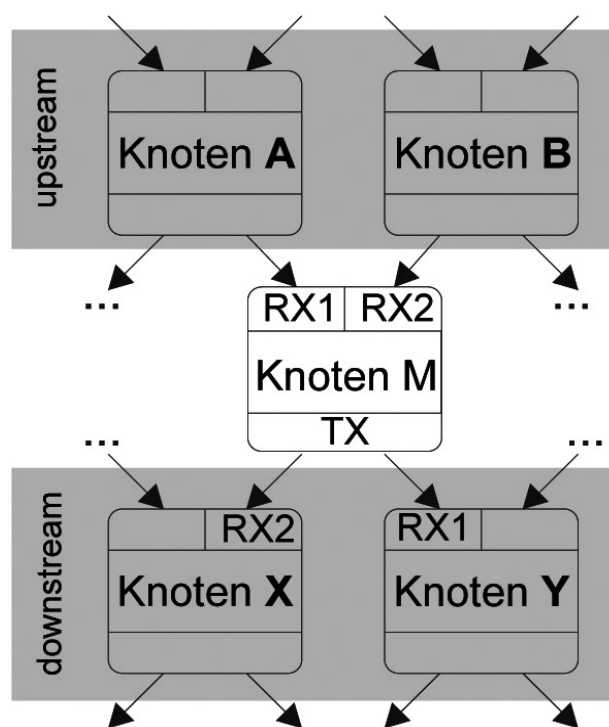 upstream
Knoten A
Knoten B
...
...
RX1 RX2
Knoten M
TX
...
...
downstream
RX2
RX1
Knoten X
Knoten Y